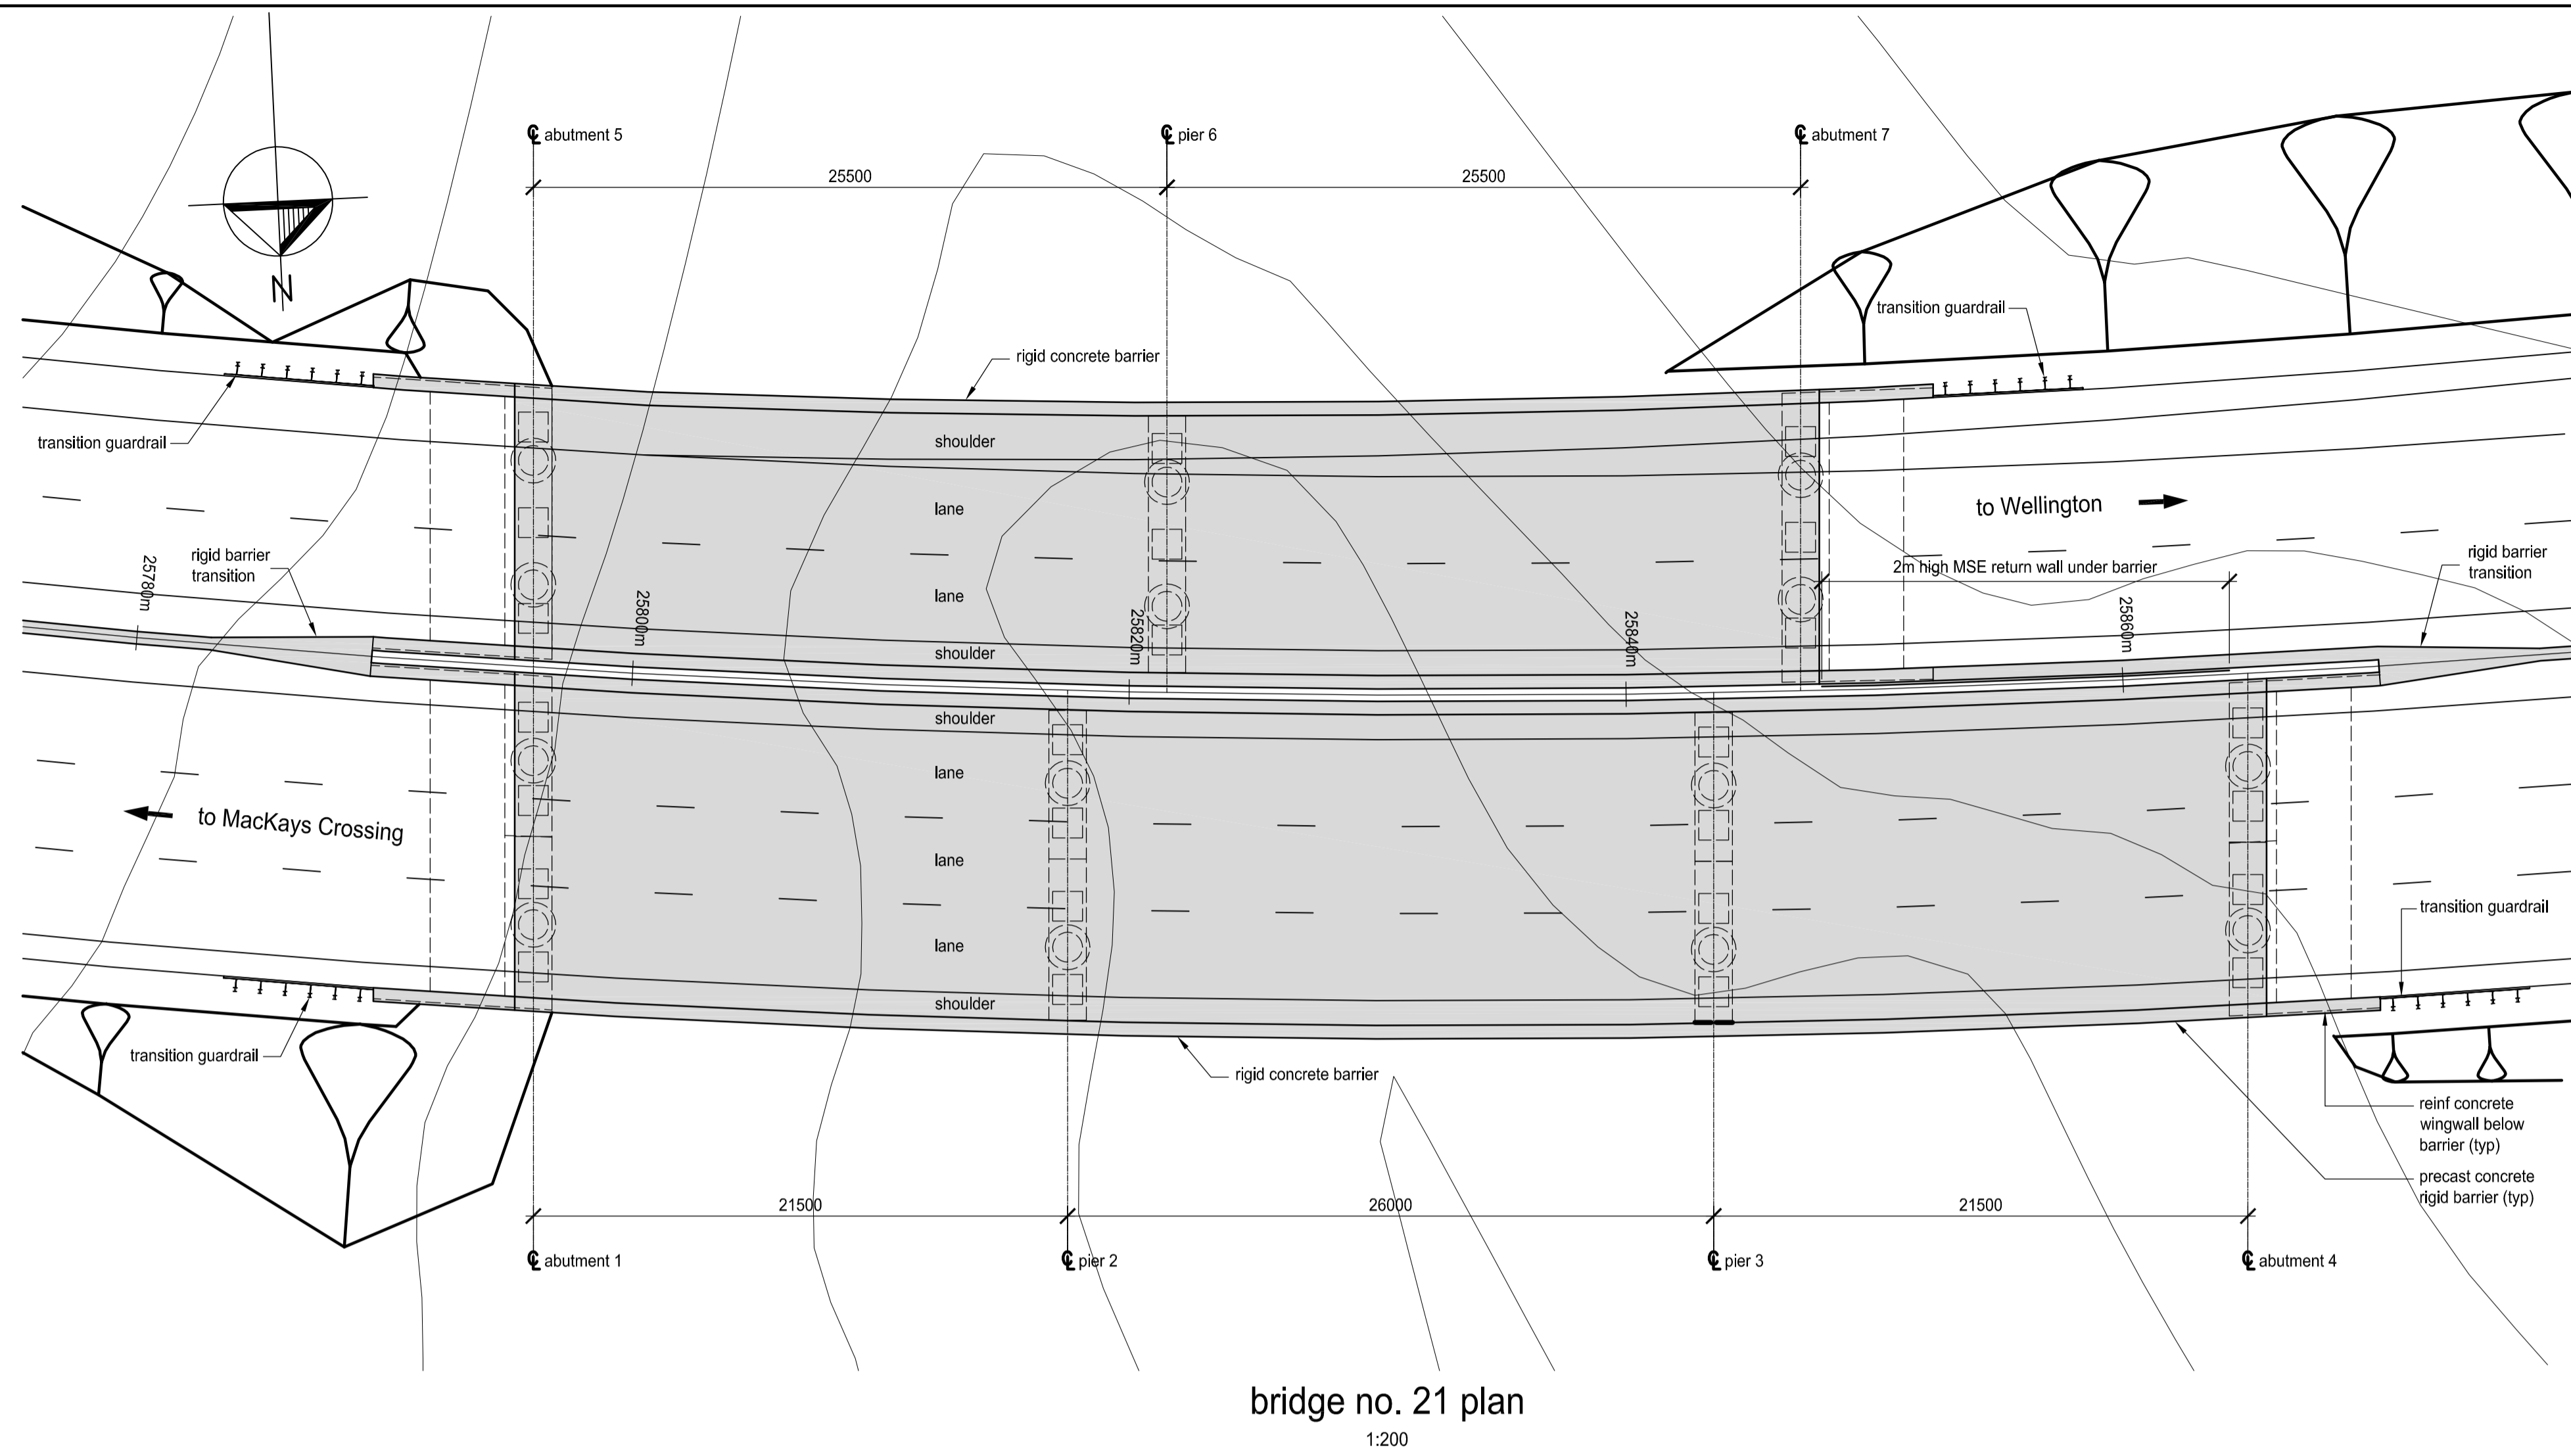 ℄ abutment 5
℄ pier 6
℄ abutment 7
25500
25500
N
transition guardrail
rigid concrete barrier
transition guardrail
shoulder
lane
to Wellington
25780m
rigid barrier
transition
2m high MSE return wall under barrier
rigid barrier
transition
lane
25800m
25820m
25840m
25860m
shoulder
shoulder
lane
to MacKays Crossing
lane
transition guardrail
lane
shoulder
transition guardrail
rigid concrete barrier
reinf concrete
wingwall below
barrier (typ)
precast concrete
rigid barrier (typ)
21500
26000
21500
℄ abutment 1
℄ pier 2
℄ pier 3
℄ abutment 4
bridge no. 21 plan
1:200